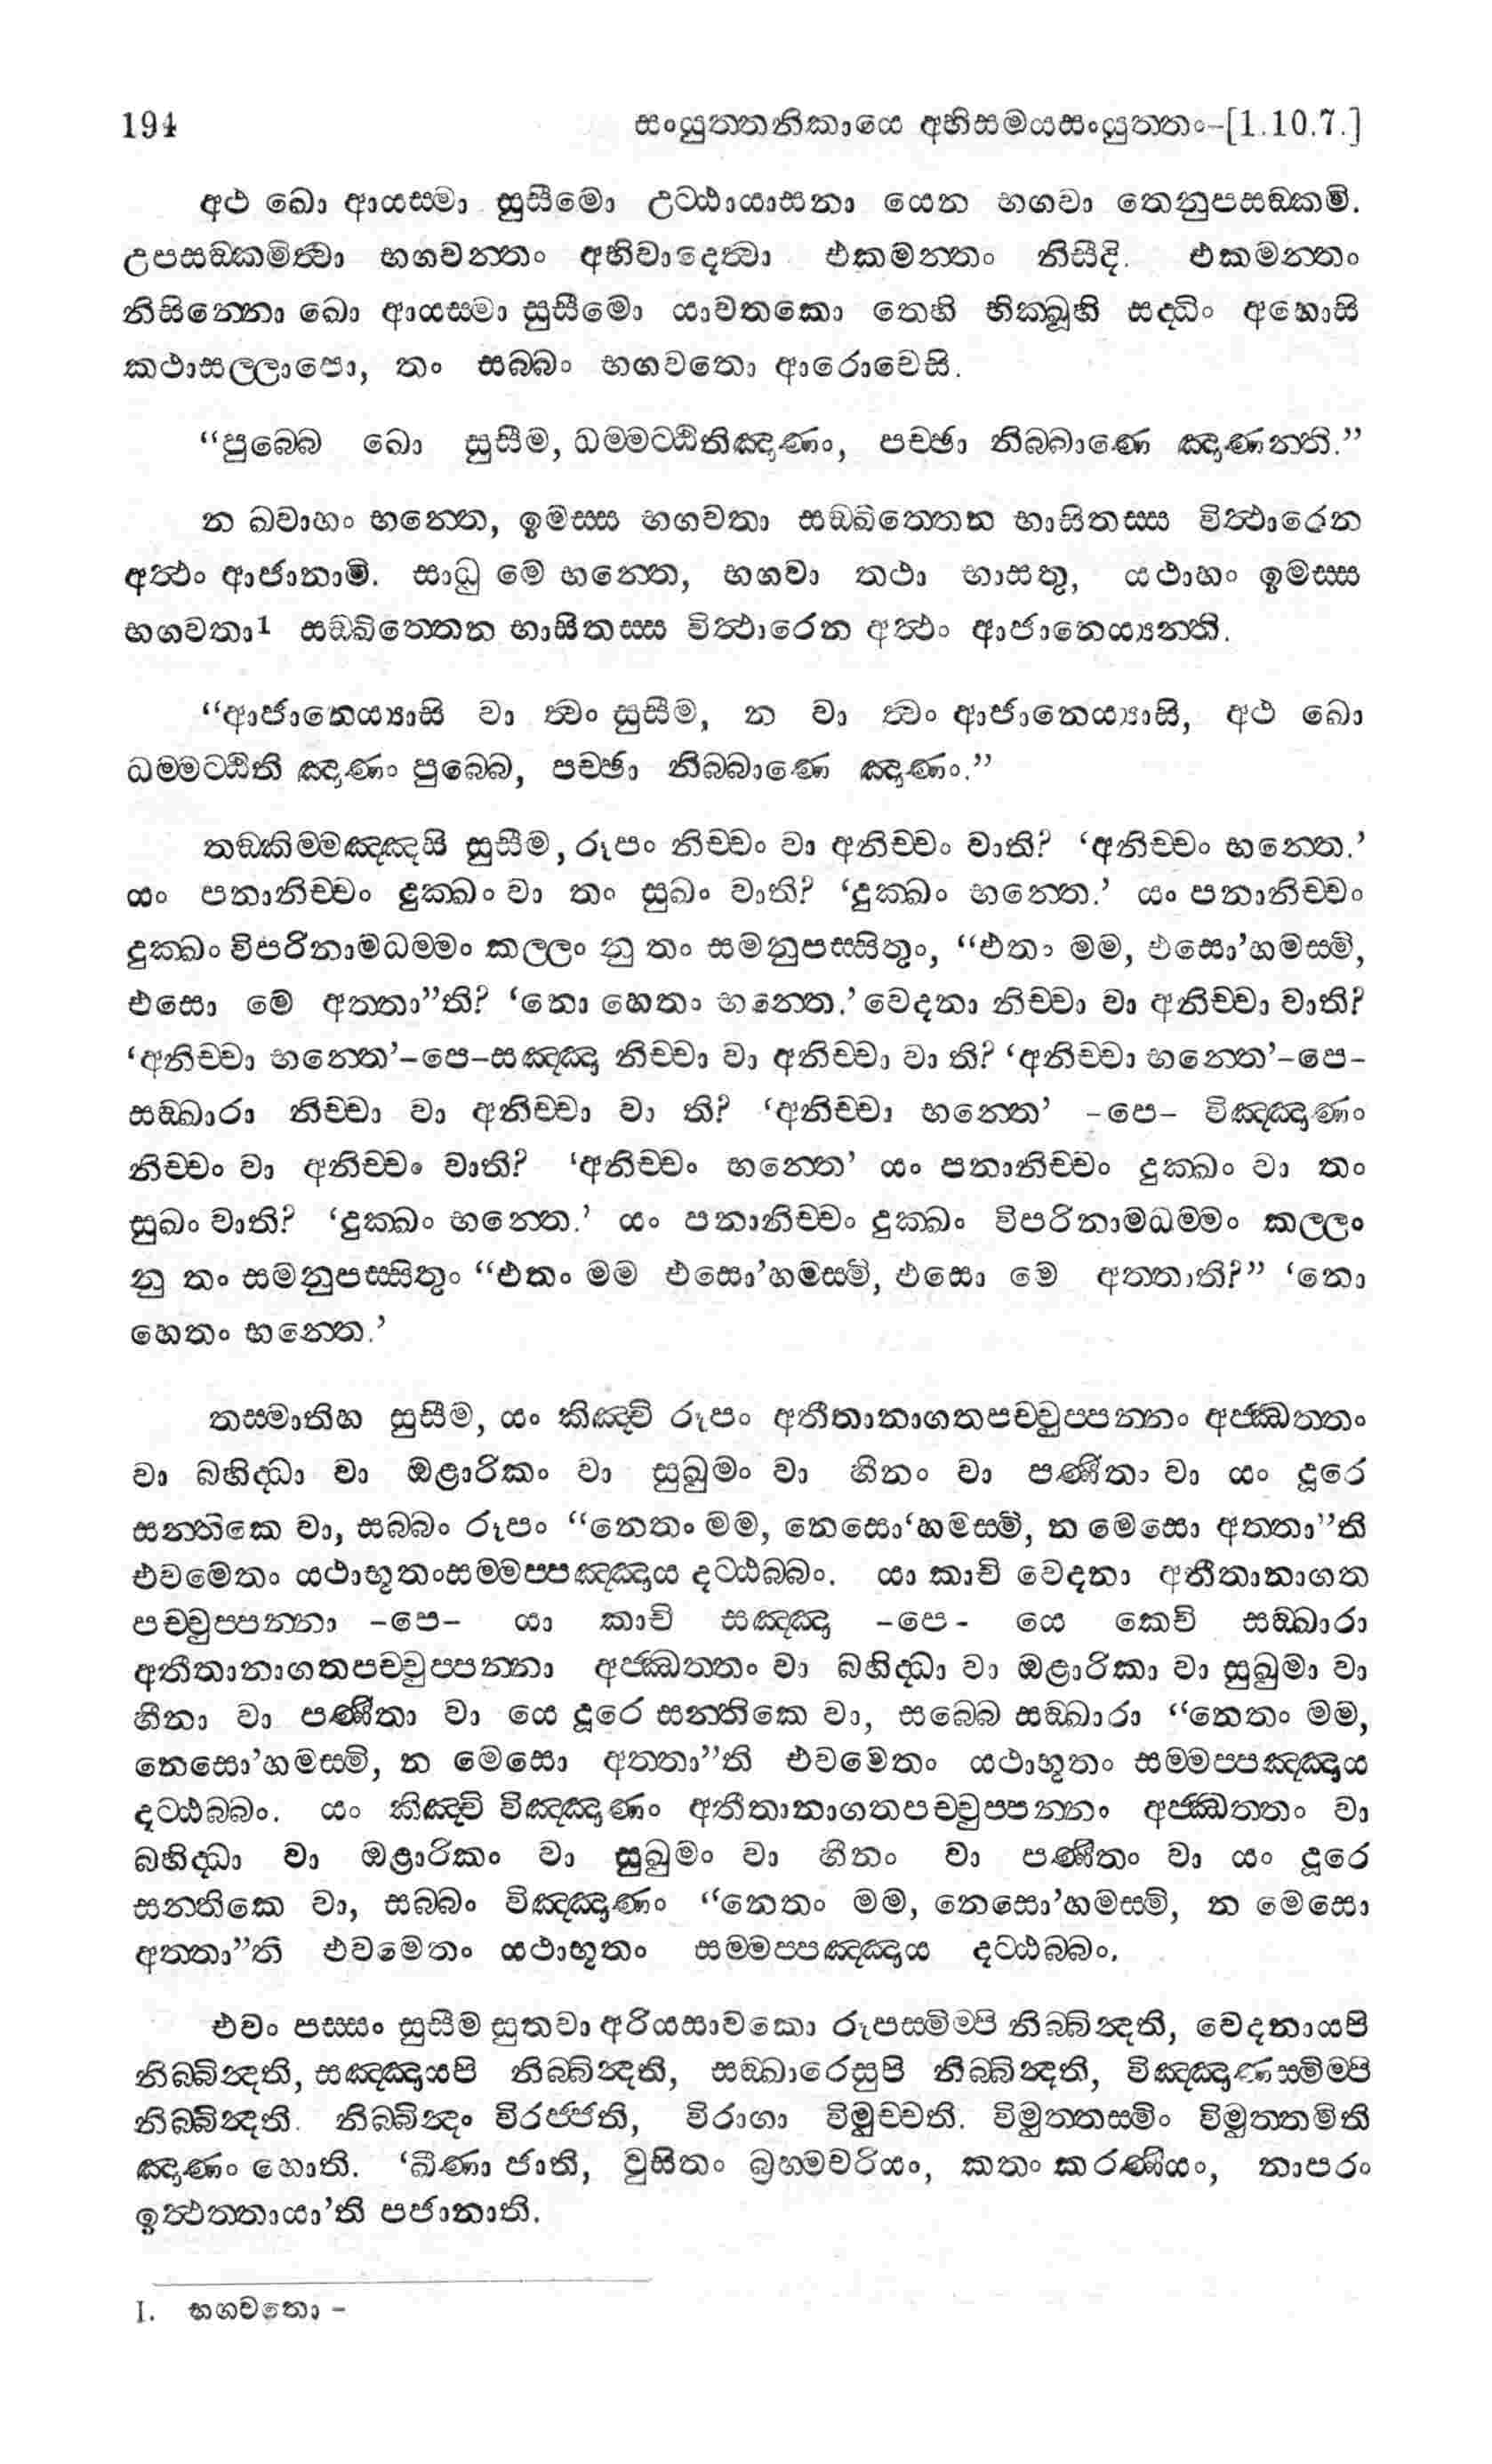 194 සංයුත්තනිකායෙ අභිසමයසංයුත්තං–[1.10.7.]
අථ ඛො ආයස්මා සුසීමො උට්ඨායාසනා යෙන භගවා තෙනුපසඞ්කමි.
උපසඞ්කමිත්වා භගවන්තං අභිවාදෙත්වා එකමන්තං නිසීදි. එකමන්තං
නිසින්නො ඛො ආයස්මා සුසීමො යාවතකො තෙහි භික්ඛූහි සද්ධිං අහොසි
කථාසල්ලාපො, තං සබ්බං භගවතො ආරොචෙසි.
“පුබ්බෙ ඛො සුසීම, ධම්මට්ඨිතිඤාණං, පච්ඡා නිබ්බාණෙ ඤාණන්ති.”
න ඛ්වාහං භන්තෙ, ඉමස්ස භගවතා සඞ්ඛිත්තෙන භාසිතස්ස විත්ථාරෙන
අත්ථං ආජානාමි. සාධු මෙ භන්තෙ, භගවා තථා භාසතු, යථාහං ඉමස්ස
භගවතා1 සඞ්ඛිත්තෙන භාසිතස්ස විත්ථාරෙන අත්ථං ආජානෙය්‍යන්ති.
“ආජානෙය්‍යාසි වා ත්වං සුසීම, න වා ත්වං ආජානෙය්‍යාසි, අථ ඛො
ධම්මට්ඨිති ඤාණං පුබ්බෙ, පච්ඡා නිබ්බාණෙ ඤාණං.”
තඞ්කිම්මඤ්ඤසි සුසීම, රූපං නිච්චං වා අනිච්චං වාති? ‘අනිච්චං භන්තෙ.’
යං පනානිච්චං දුක්ඛං වා තං සුඛං වාති? ‘දුක්ඛං භන්තෙ.’ යං පනානිච්චං
දුක්ඛං විපරිනාමධම්මං කල්ලං නු තං සමනුපස්සිතුං, “එතං මම, එසො’හමස්මි,
එසො මෙ අත්තා”ති? ‘නො හෙතං භන්තෙ.’ වෙදනා නිච්චා වා අනිච්චා වාති?
‘අනිච්චා භන්තෙ’–පෙ–සඤ්ඤා නිච්චා වා අනිච්චා වා ති? ‘අනිච්චා භන්තෙ’–පෙ–
සඞ්ඛාරා නිච්චා වා අනිච්චා වා ති? ‘අනිච්චා භන්තෙ’ –පෙ– විඤ්ඤාණං
නිච්චං වා අනිච්චං වාති? ‘අනිච්චං භන්තෙ’ යං පනානිච්චං දුක්ඛං වා තං
සුඛං වාති? ‘දුක්ඛං භන්තෙ.’ යං පනානිච්චං දුක්ඛං විපරිනාමධම්මං කල්ලං
නු තං සමනුපස්සිතුං “එතං මම එසො’හමස්මි, එසො මෙ අත්තාති?” ‘නො
හෙතං භන්තෙ.’
තස්මාතිහ සුසීම, යං කිඤ්චි රූපං අතීතානාගතපච්චුප්පන්නං අජ්ඣත්තං
වා බහිද්ධා වා ඔළාරිකං වා සුඛුමං වා හීනං වා පණීතං වා යං දූරෙ
සන්තිකෙ වා, සබ්බං රූපං “නෙතං මම, නෙසො‘හමස්මි, න මෙසො අත්තා”ති
එවමෙතං යථාභූතංසම්මප්පඤ්ඤාය දට්ඨබ්බං. යා කාචි වෙදනා අතීතානාගත
පච්චුප්පන්නා –පෙ– යා කාචි සඤ්ඤා –පෙ– යෙ කෙචි සඞ්ඛාරා
අතීතානාගතපච්චුප්පන්නා අජ්ඣත්තං වා බහිද්ධා වා ඔළාරිකා වා සුඛුමා වා
හීනා වා පණීතා වා යෙ දූරෙ සන්තිකෙ වා, සබ්බෙ සඞ්ඛාරා “නෙතං මම,
නෙසො’හමස්මි, න මෙසො අත්තා”ති එවමෙතං යථාභූතං සම්මප්පඤ්ඤාය
දට්ඨබ්බං. යං කිඤ්චි විඤ්ඤාණං අතීතානාගතපච්චුප්පන්නං අජ්ඣත්තං වා
බහිද්ධා වා ඔළාරිකං වා සුඛුමං වා හීනං වා පණීතං වා යං දූරෙ
සන්තිකෙ වා, සබ්බං විඤ්ඤාණං “නෙතං මම, නෙසො’හමස්මි, න මෙසො
අත්තා”ති එවමෙතං යථාභූතං සම්මප්පඤ්ඤාය දට්ඨබ්බං.
එවං පස්සං සුසීම සුතවා අරියසාවකො රූපස්මිම්පි නිබ්බින්දති, වෙදනායපි
නිබ්බින්දති, සඤ්ඤායපි නිබ්බින්දති, සඞ්ඛාරෙසුපි නිබ්බින්දති, විඤ්ඤාණස්මිම්පි
නිබ්බින්දති. නිබ්බින්දං විරජ්ජති, විරාගා විමුච්චති. විමුත්තස්මිං විමුත්තමිති
ඤාණං හොති. ‘ඛීණා ජාති, වුසිතං බ්‍රහ්මචරියං, කතං කරණීයං, නාපරං
ඉත්ථත්තායා’ති පජානාති.
1. භගවතො –